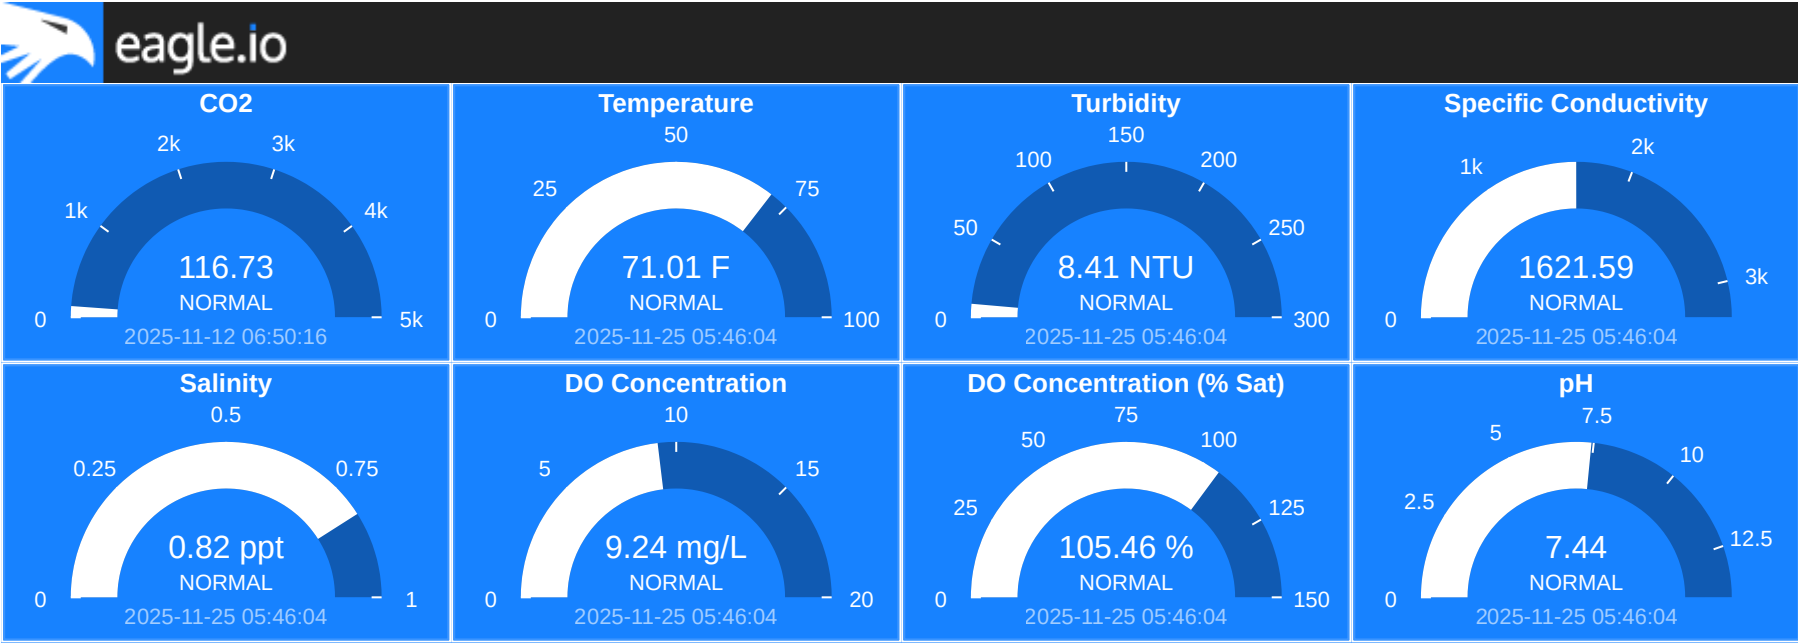 eagle.io
CO2
2k
3k
1k
4k
116.73
NORMAL
0
5k
2025-11-12 06:50:16
Temperature
50
25
75
71.01 F
NORMAL
0
100
2025-11-25 05:46:04
Turbidity
150
100
200
50
250
8.41 NTU
NORMAL
0
300
2025-11-25 05:46:04
Specific Conductivity
2k
1k
3k
1621.59
NORMAL
0
2025-11-25 05:46:04
Salinity
0.5
0.25
0.75
0.82 ppt
NORMAL
0
1
2025-11-25 05:46:04
DO Concentration
10
5
15
9.24 mg/L
NORMAL
0
20
2025-11-25 05:46:04
DO Concentration (% Sat)
75
50
100
25
125
105.46 %
NORMAL
0
150
2025-11-25 05:46:04
pH
7.5
5
10
2.5
12.5
7.44
NORMAL
0
2025-11-25 05:46:04